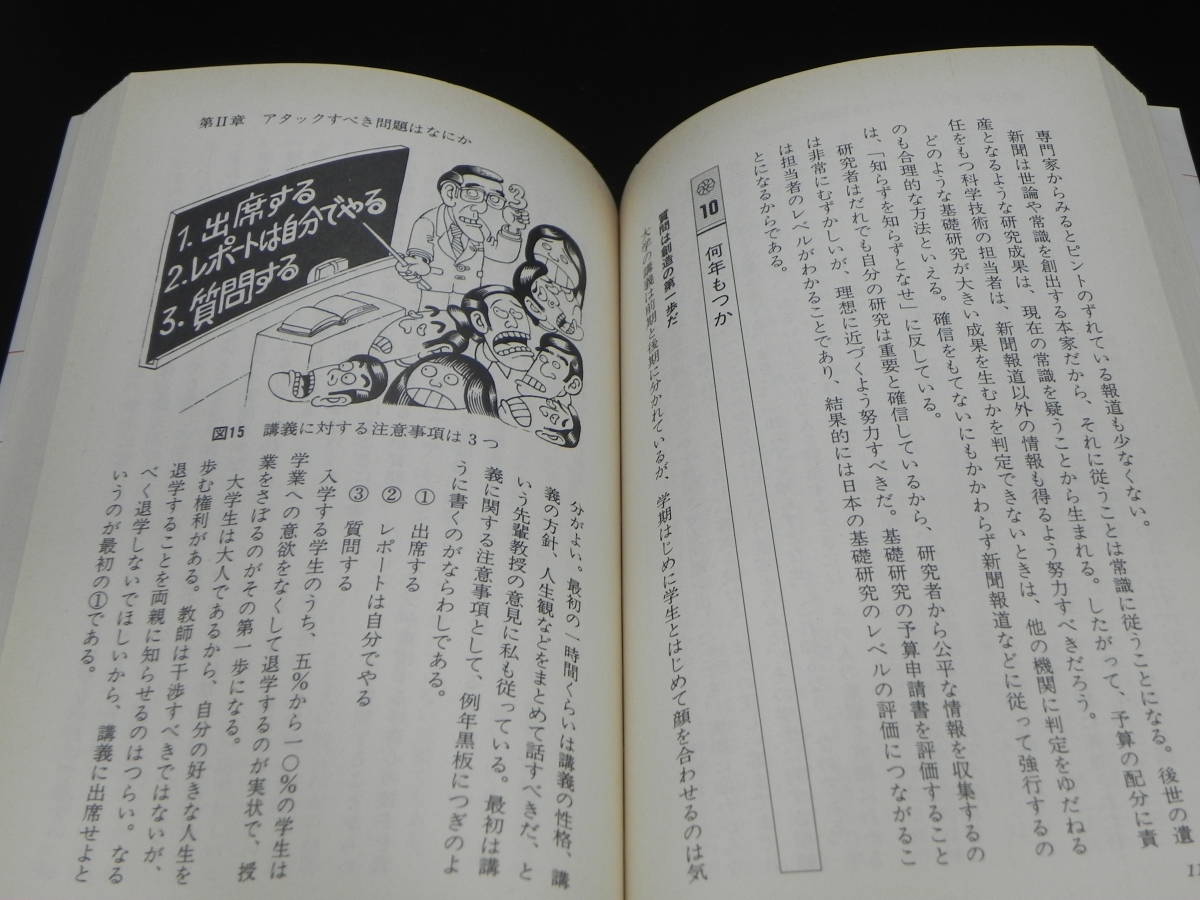 専門家からみるとピントのずれている報道も少なくない。
新聞は世論や常識を創出する本家だから、それに従うことは常識に従うことになる。後世の遺
産となるような研究成果は、現在の常識を疑うことから生まれる。したがって、予算の配分に責
任をもつ科学技術の担当者は、新聞報道以外の情報も得るよう努力すべきだろう。
どのような基礎研究が大きい成果を生むかを判定できないときは、他の機関に判定をゆだねる
のも合理的な方法といえる。確信をもてないにもかかわらず新聞報道などに従って強行するの
は、「知らずを知らずとなせ」に反している。
研究者はだれでも自分の研究は重要と確信しているから、研究者から公平な情報を収集するの
は非常にむずかしいが、理想に近づくよう努力すべきだ。基礎研究の予算申請書を評価すること
は担当者のレベルがわかることであり、結果的には日本の基礎研究のレベルの評価につながるこ
とになるからである。
10 何年もつか
質問は創造の第一歩だ
大学の講義は前期と後期に分かれているが、学期はじめに学生とはじめて顔を合わせるのは気
第II章 アタックすべき問題はなにか
1. 出席する
2. レポートは自分でやる
3. 質問する
図15 講義に対する注意事項は3つ
分がよい。最初の一時間くらいは講義の性格、講
義の方針、人生観などをまとめて話すべきだ、と
いう先輩教授の意見に私も従っている。最初は講
義に関する注意事項として、例年黒板につぎのよ
うに書くのがならわしである。
① 出席する
② レポートは自分でやる
③ 質問する
入学する学生のうち、五%から一〇%の学生は
学業への意欲をなくして退学するのが実状で、授
業をさぼるのがその第一歩になる。
大学生は大人であるから、自分の好きな人生を
歩む権利がある。教師は干渉すべきではないが、
退学することを両親に知らせるのはつらい。なる
べく退学しないでほしいから、講義に出席せよと
いうのが最初の①である。